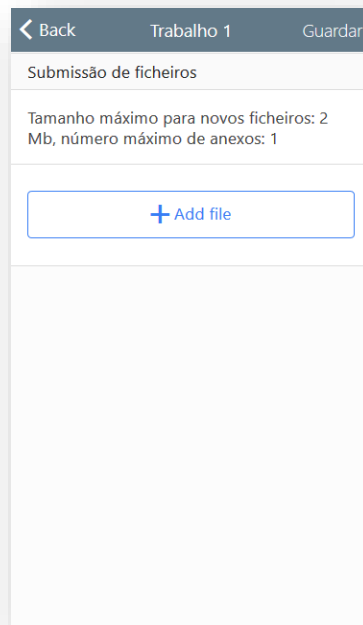 Back Trabalho 1 Guardar
Submissão de ficheiros
Tamanho máximo para novos ficheiros: 2
Mb, número máximo de anexos: 1
Add file